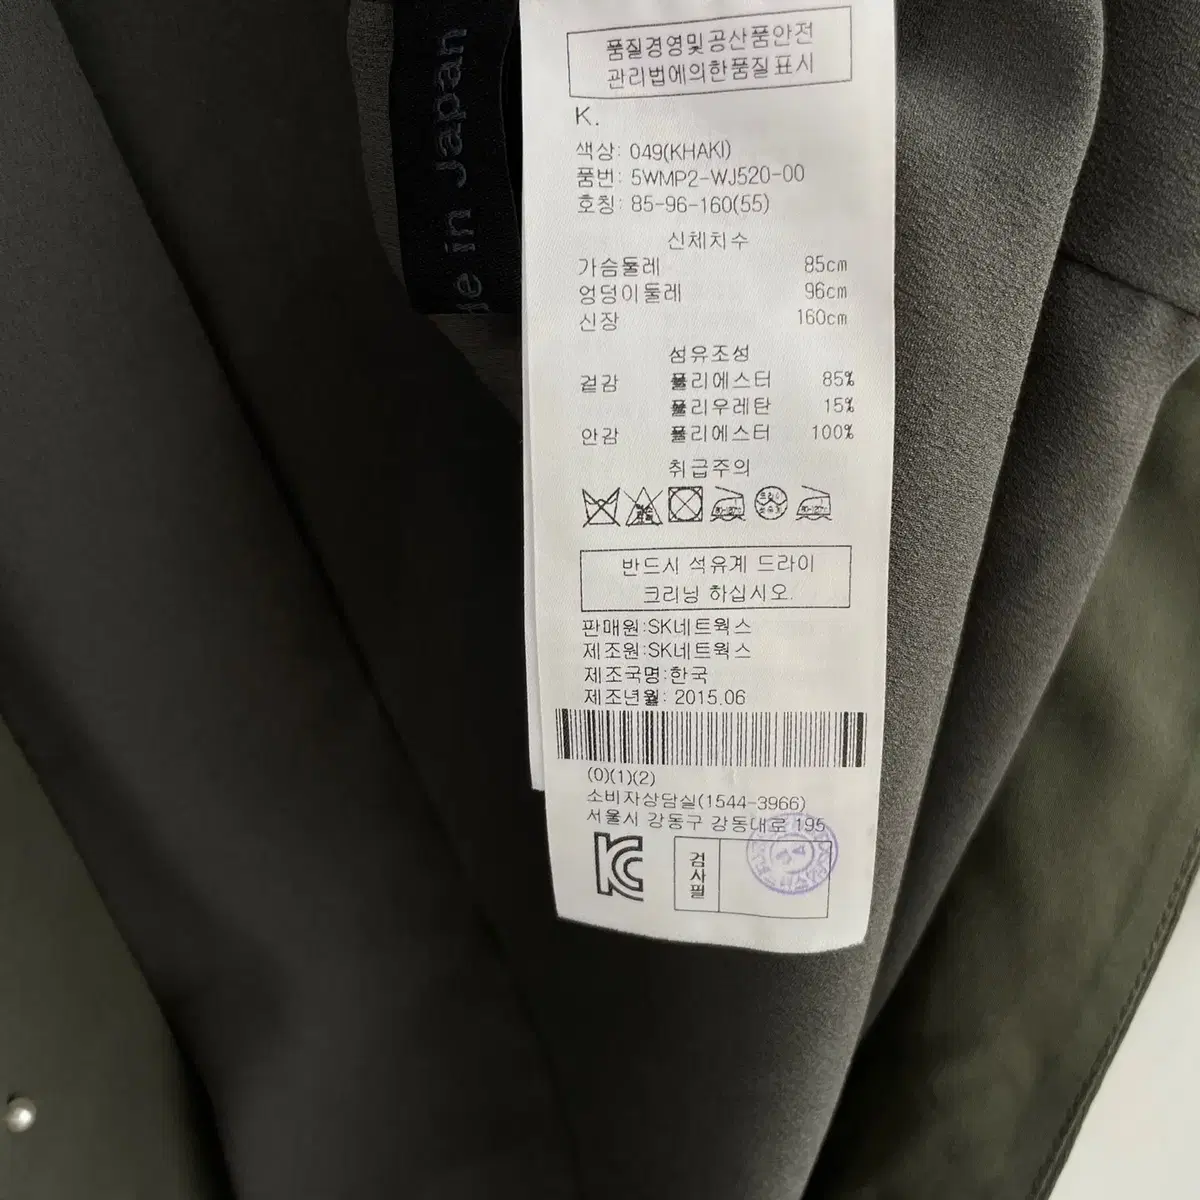 in Japan
품질경영및공산품안전
관리법에의한품질표시
K.
색상: 049(KHAKI)
품번: 5WMP2-WJ520-00
호칭: 85-96-160(55)
신체치수
가슴둘레 85cm
엉덩이둘레 96cm
신장 160cm
섬유조성
겉감 폴리에스터 85%
폴리우레탄 15%
안감 폴리에스터 100%
취급주의
반드시 석유계 드라이
크리닝 하십시오.
판매원:SK네트웍스
제조원:SK네트웍스
제조국명:한국
제조년월: 2015.06
(0)(1)(2)
소비자상담실(1544-3966)
서울시 강동구 강동대로 195
KC
검사필